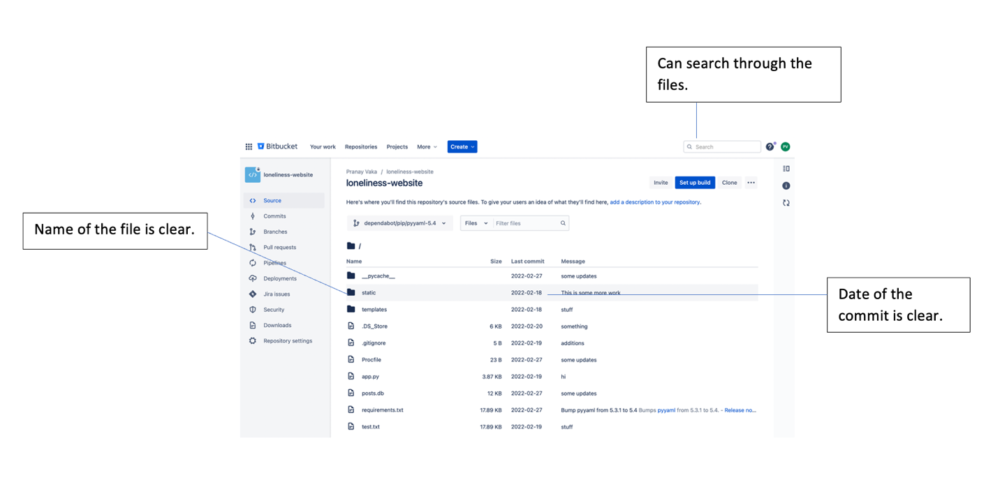 Can search through the
files.
Bitbucket Your work Repositories Projects More Create Search ? PV
loneliness-website
Pranay Vaka / loneliness-website
loneliness-website
Invite Set up build Clone
Source
Here's where you'll find this repository's source files. To give your users an idea of what they'll find here, add a description to your repository.
Commits
dependabot/pip/pyyaml-5.4 Files Filter files
Name of the file is clear.
Branches
Pull requests
/
Pipelines
Name Size Last commit Message
Deployments
__pycache__ 2022-02-27 some updates
Jira issues
static 2022-02-18 This is some more work
Date of the
commit is clear.
Security
templates 2022-02-18 stuff
Downloads
.DS_Store 6 KB 2022-02-20 something
Repository settings
.gitignore 5 B 2022-02-19 additions
Procfile 23 B 2022-02-27 some updates
app.py 3.87 KB 2022-02-19 hi
posts.db 12 KB 2022-02-27 some updates
requirements.txt 17.89 KB 2022-02-27 Bump pyyaml from 5.3.1 to 5.4 Bumps pyyaml from 5.3.1 to 5.4. - Release no...
test.txt 17.89 KB 2022-02-19 stuff